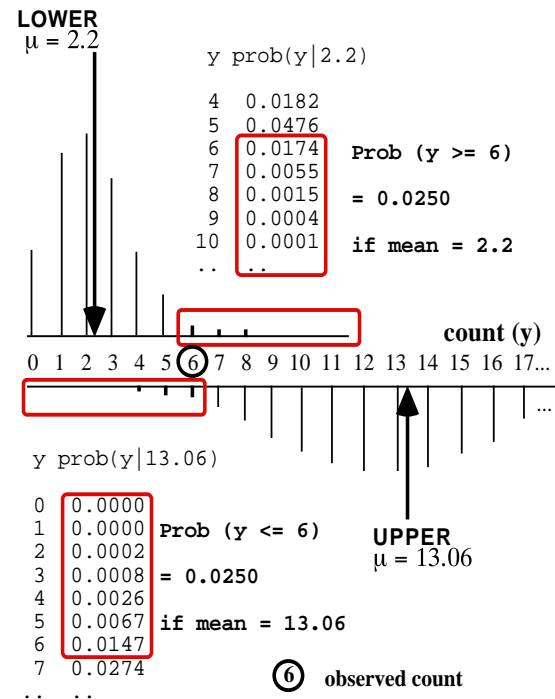 LOWER
μ = 2.2
y prob(y|2.2)
4 0.0182
5 0.0476
6 0.0174
7 0.0055
8 0.0015
9 0.0004
10 0.0001
.. ..
Prob (y >= 6)
= 0.0250
if mean = 2.2
count (y)
0 1 2 3 4 5 6 7 8 9 10 11 12 13 14 15 16 17...
...
y prob(y|13.06)
0 0.0000
1 0.0000
2 0.0002
3 0.0008
4 0.0026
5 0.0067
6 0.0147
7 0.0274
.. ..
Prob (y <= 6)
= 0.0250
if mean = 13.06
UPPER
μ = 13.06
6 observed count